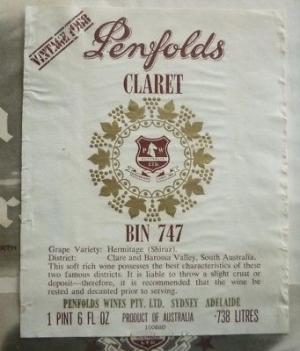 VINTAGE 1968
Penfolds
CLARET
P W
AUSTRALIA
LTD.
BIN 747
Grape Variety: Hermitage (Shiraz).
District: Clare and Barossa Valley, South Australia.
This soft rich wine possesses the best characteristics of these
two famous districts. It is liable to throw a slight crust or
deposit—therefore, it is recommended that the wine be
rested and decanted prior to serving.
PENFOLDS WINES PTY. LTD. SYDNEY ADELAIDE
1 PINT 6 FL OZ PRODUCT OF AUSTRALIA ·738 LITRES